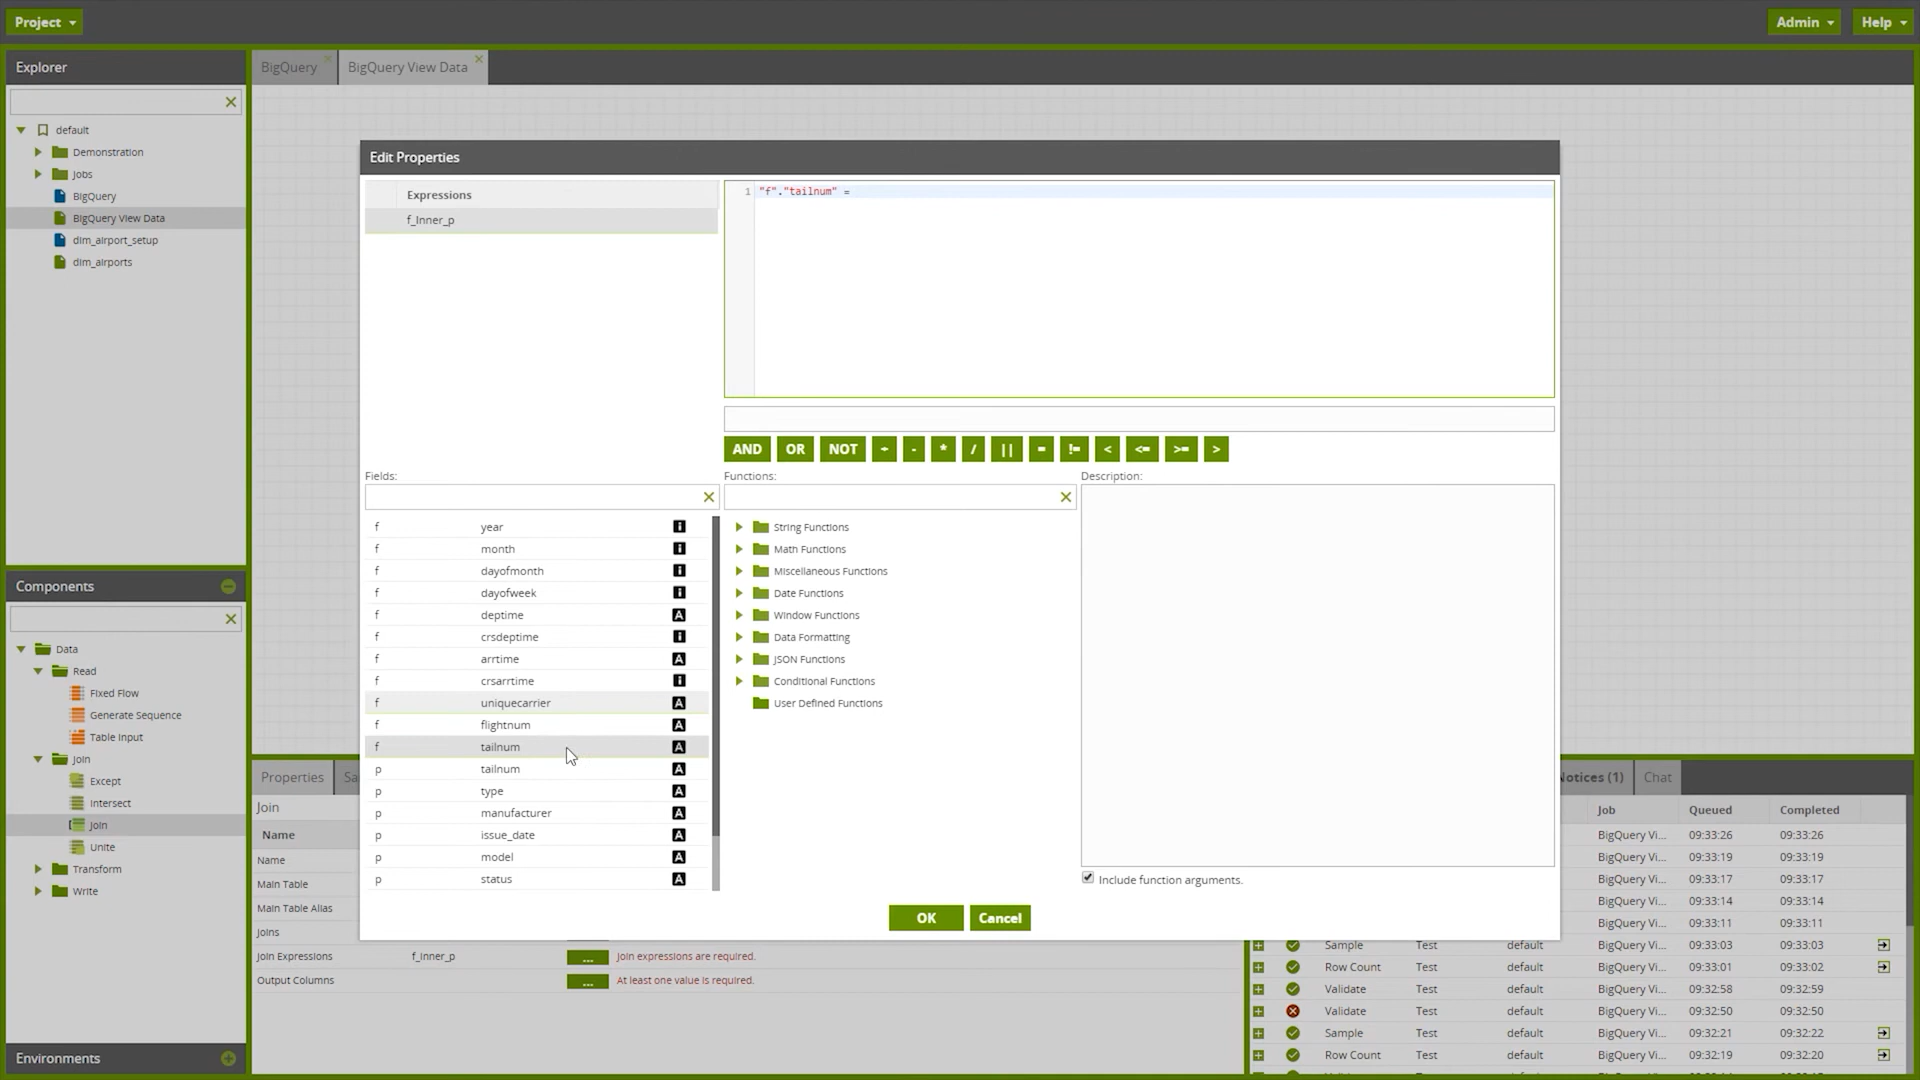 Project
Admin
Help
Explorer
BigQuery
BigQuery View Data
default
Demonstration
Jobs
BigQuery
BigQuery View Data
dim_airport_setup
dim_airports
Edit Properties
Expressions
f_Inner_p
1 "f"."tailnum" =
AND OR NOT + - * / || = != < <= >= >
Fields:
Functions:
Description:
f year
f month
f dayofmonth
f dayofweek
f deptime
f crsdeptime
f arrtime
f crsarrtime
f uniquecarrier
f flightnum
f tailnum
p tailnum
p type
p manufacturer
p issue_date
p model
p status
String Functions
Math Functions
Miscellaneous Functions
Date Functions
Window Functions
Data Formatting
JSON Functions
Conditional Functions
User Defined Functions
Include function arguments.
OK
Cancel
Components
Data
Read
Fixed Flow
Generate Sequence
Table Input
Join
Except
Intersect
Join
Unite
Transform
Write
Environments
Properties
Sa
Join
Name
Name
Main Table
Main Table Alias
Joins
Join Expressions f_Inner_p ... Join expressions are required.
Output Columns ... At least one value is required.
Notices (1)
Chat
Job Queued Completed
BigQuery Vi... 09:33:26 09:33:26
BigQuery Vi... 09:33:19 09:33:19
BigQuery Vi... 09:33:17 09:33:17
BigQuery Vi... 09:33:14 09:33:14
BigQuery Vi... 09:33:11 09:33:11
Sample Test default BigQuery Vi... 09:33:03 09:33:03
Row Count Test default BigQuery Vi... 09:33:01 09:33:02
Validate Test default BigQuery Vi... 09:32:58 09:32:59
Validate Test default BigQuery Vi... 09:32:50 09:32:50
Sample Test default BigQuery Vi... 09:32:21 09:32:22
Row Count Test default BigQuery Vi... 09:32:19 09:32:20